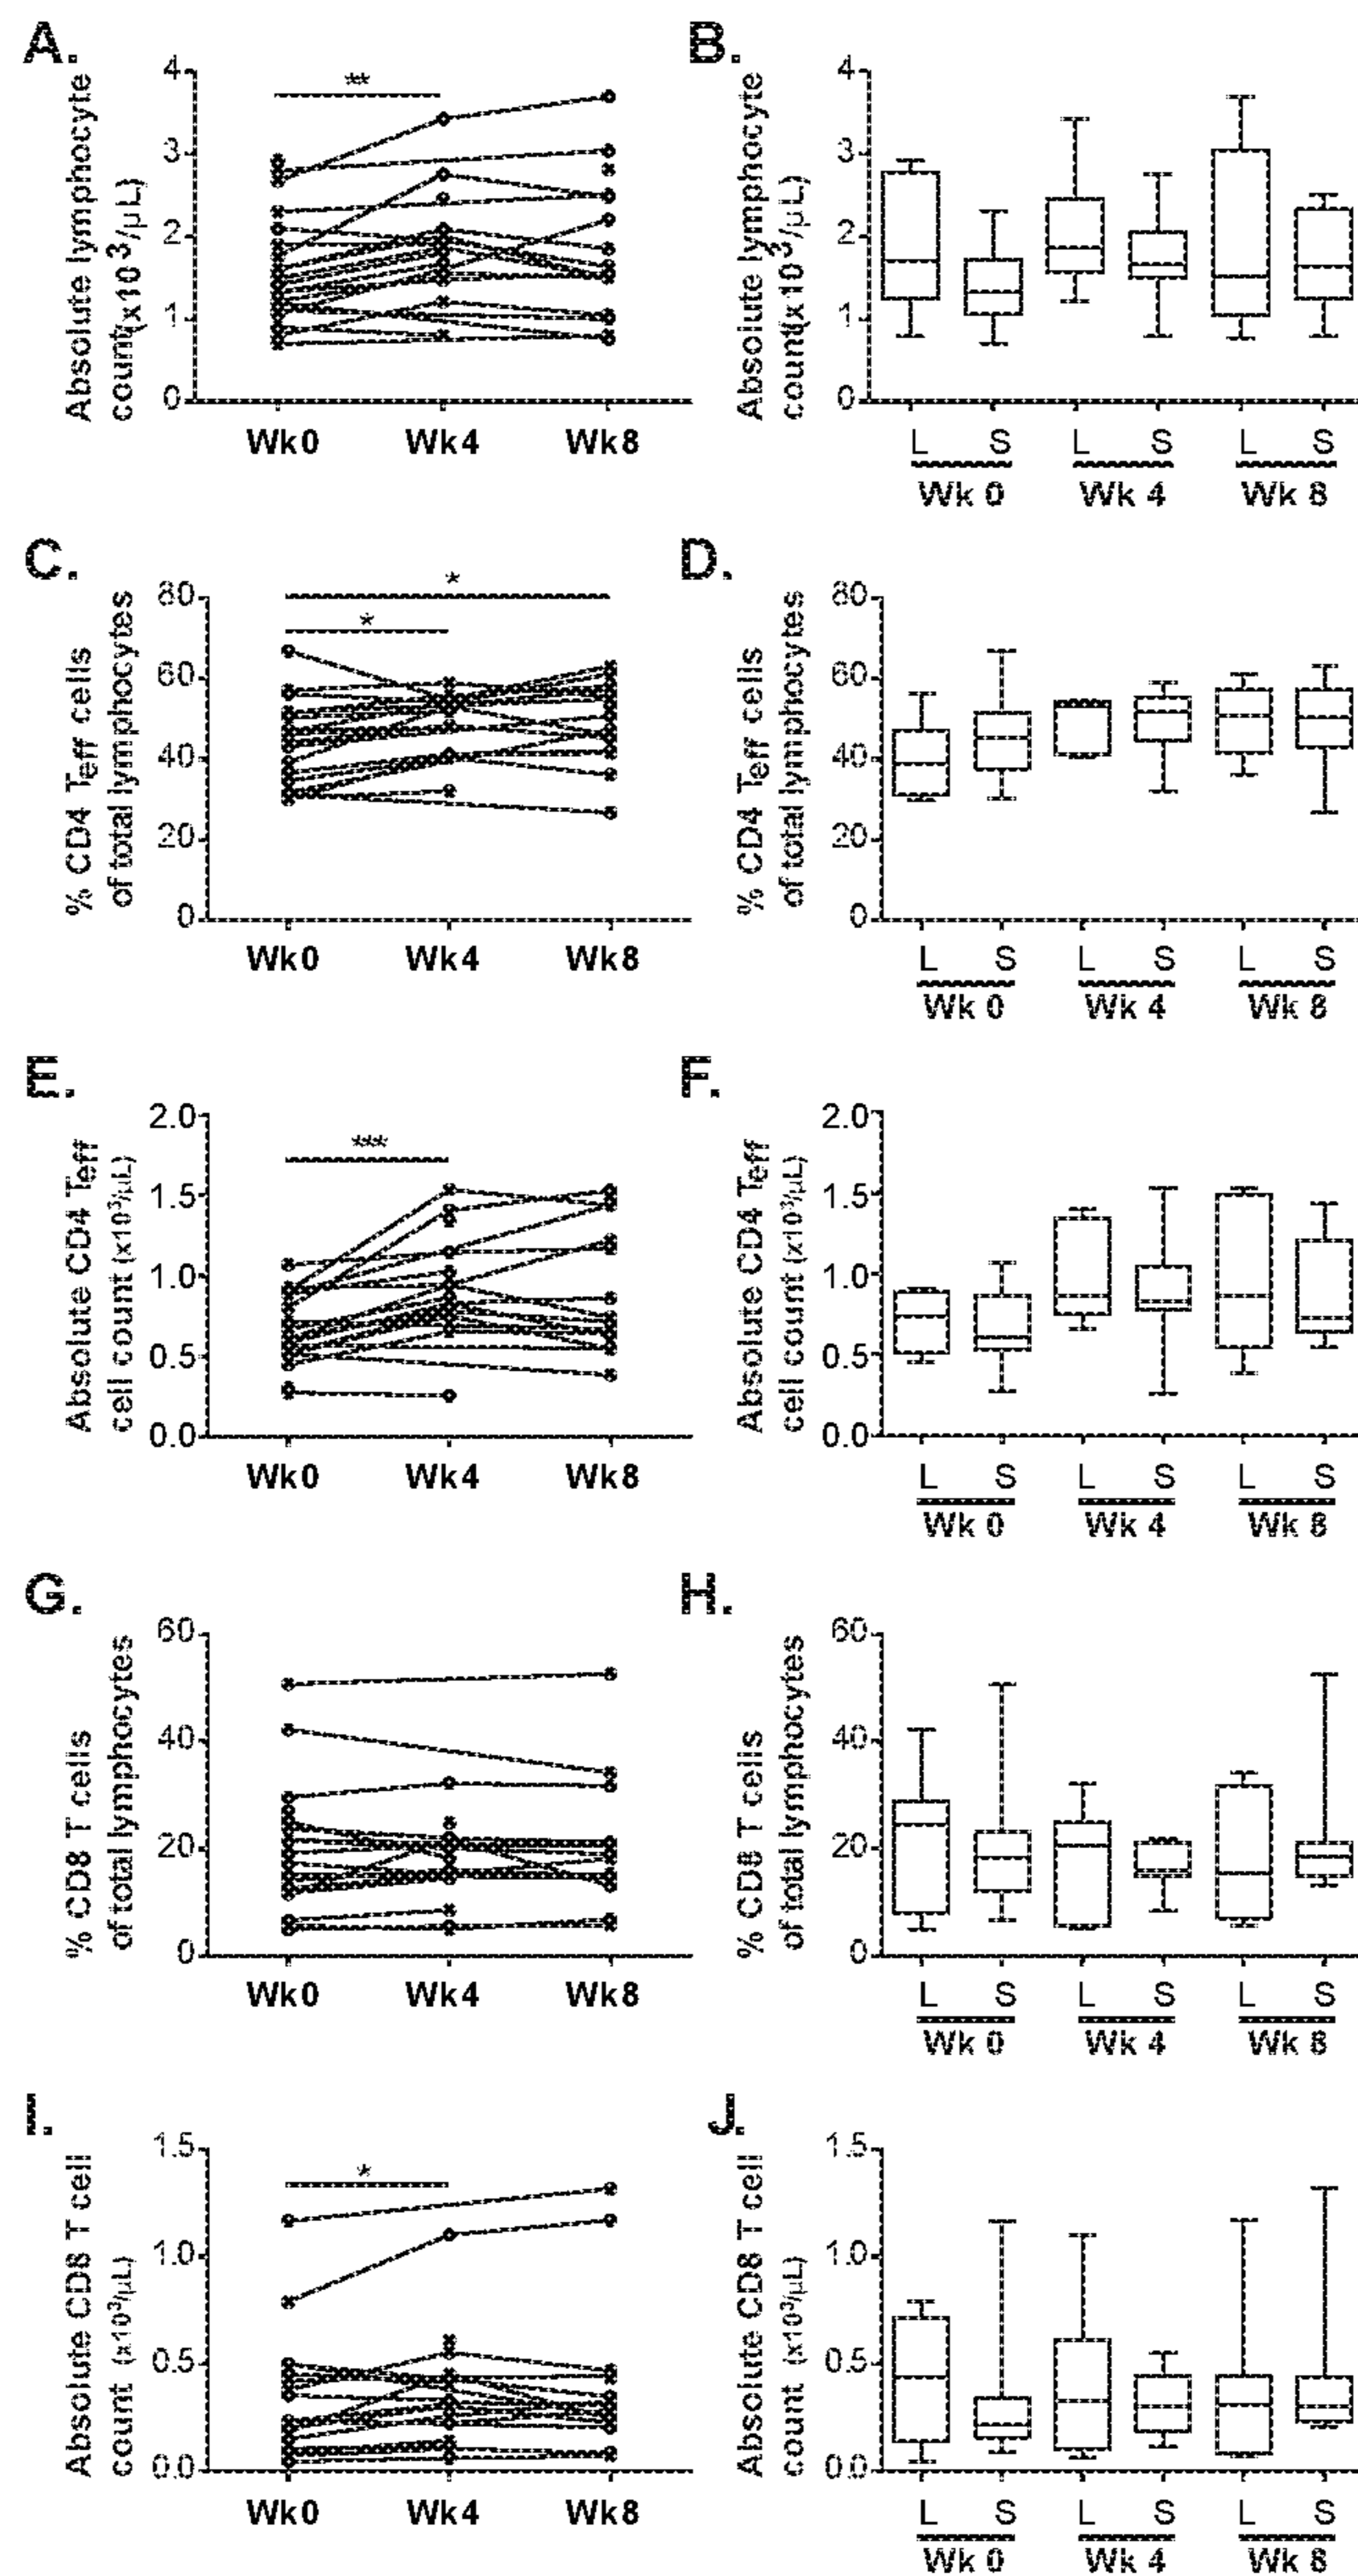 A.
Absolute lymphocyte
count(x10³/μL)
4
3
2
1
0
**
Wk0 Wk4 Wk8
B.
Absolute lymphocyte
count(x10³/μL)
4
3
2
1
0
L S L S L S
Wk 0 Wk 4 Wk 8
C.
% CD4 Teff cells
of total lymphocytes
80
60
40
20
0
*
*
Wk0 Wk4 Wk8
D.
% CD4 Teff cells
of total lymphocytes
80
60
40
20
0
L S L S L S
Wk 0 Wk 4 Wk 8
E.
Absolute CD4 Teff
cell count (x10³/μL)
2.0
1.5
1.0
0.5
0.0
***
Wk0 Wk4 Wk8
F.
Absolute CD4 Teff
cell count (x10³/μL)
2.0
1.5
1.0
0.5
0.0
L S L S L S
Wk 0 Wk 4 Wk 8
G.
% CD8 T cells
of total lymphocytes
60
40
20
0
Wk0 Wk4 Wk8
H.
% CD8 T cells
of total lymphocytes
60
40
20
0
L S L S L S
Wk 0 Wk 4 Wk 8
I.
Absolute CD8 T cell
count (x10³/μL)
1.5
1.0
0.5
0.0
*
Wk0 Wk4 Wk8
J.
Absolute CD8 T cell
count (x10³/μL)
1.5
1.0
0.5
0.0
L S L S L S
Wk 0 Wk 4 Wk 8